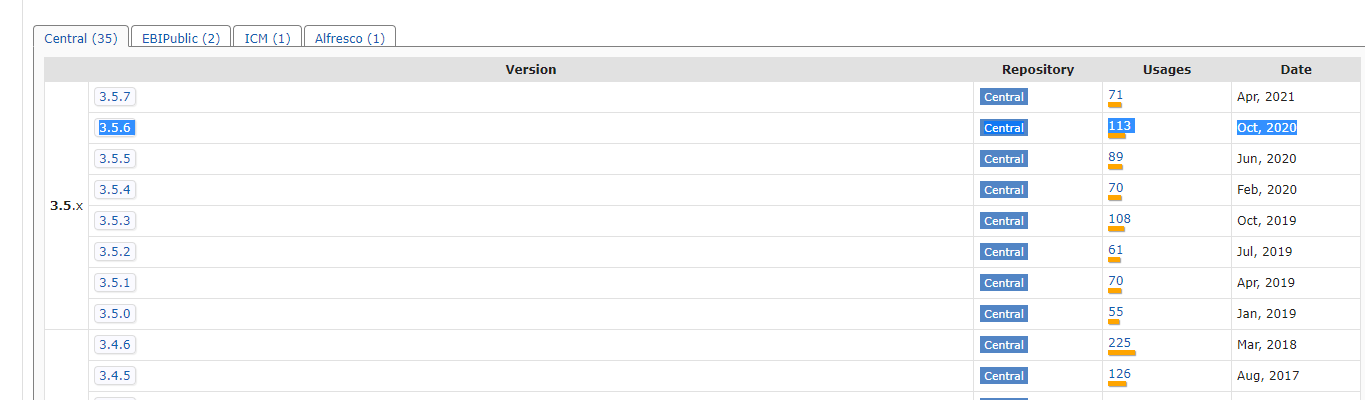 Central (35) EBIPublic (2) ICM (1) Alfresco (1)
Version Repository Usages Date
3.5.7 Central 71 Apr, 2021
3.5.6 Central 113 Oct, 2020
3.5.5 Central 89 Jun, 2020
3.5.4 Central 70 Feb, 2020
3.5.x
3.5.3 Central 108 Oct, 2019
3.5.2 Central 61 Jul, 2019
3.5.1 Central 70 Apr, 2019
3.5.0 Central 55 Jan, 2019
3.4.6 Central 225 Mar, 2018
3.4.5 Central 126 Aug, 2017